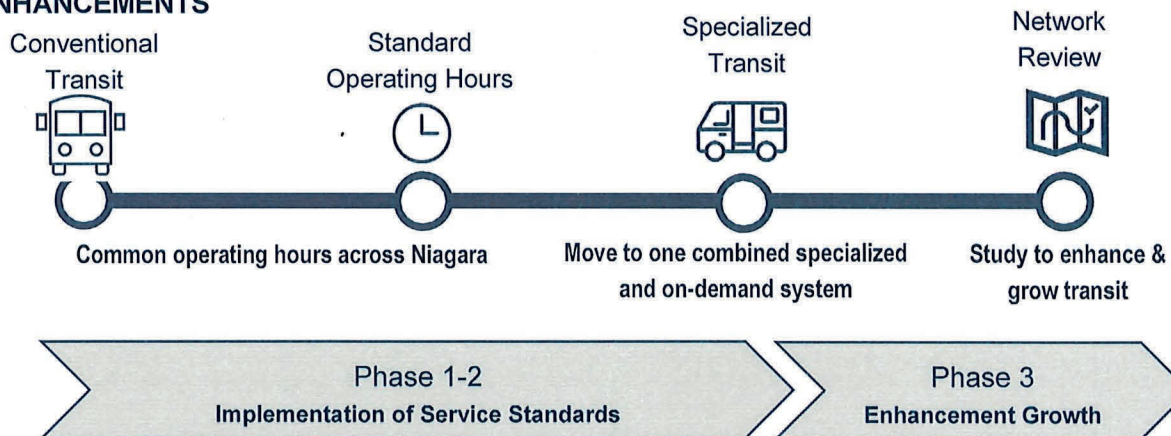 ENHANCEMENTS
Conventional
Transit
Standard
Operating Hours
Specialized
Transit
Network
Review
Common operating hours across Niagara
Move to one combined specialized
and on-demand system
Study to enhance &
grow transit
Phase 1-2
Implementation of Service Standards
Phase 3
Enhancement Growth